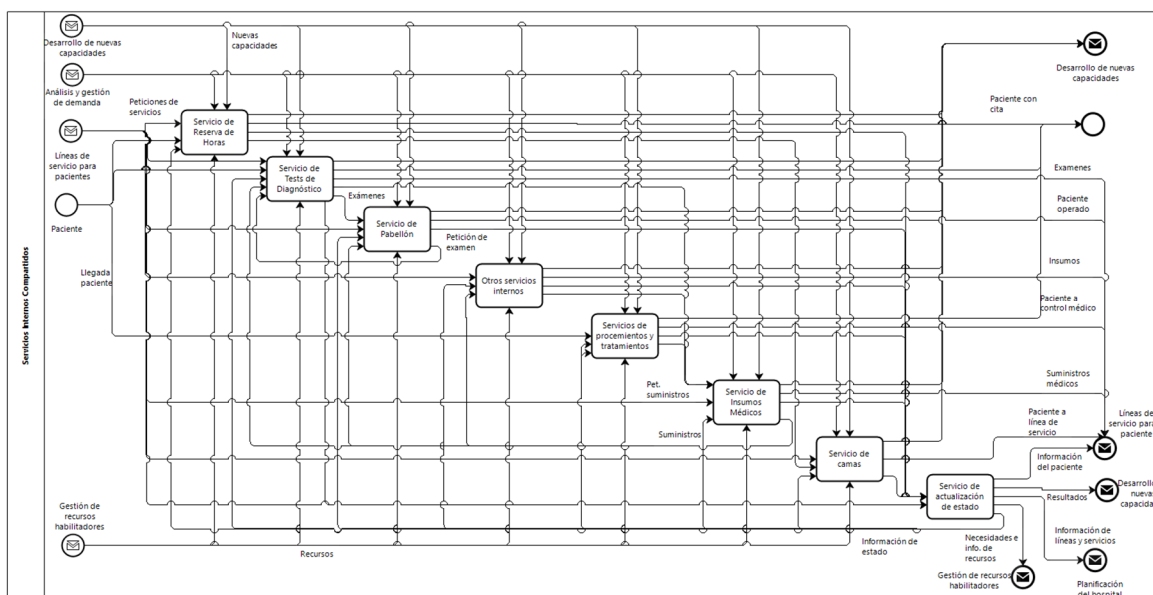 Servicios Internos Compartidos
Desarrollo de nuevas
capacidades
Nuevas
capacidades
Desarrollo de nuevas
capacidades
Análisis y gestión
de demanda
Peticiones de
servicios
Paciente con
cita
Servicio de
Reserva de
Horas
Líneas de
servicio para
pacientes
Servicio de
Tests de
Diagnóstico
Examenes
Exámenes
Paciente
operado
Paciente
Servicio de
Pabellón
Petición de
examen
Insumos
Llegada
paciente
Otros servicios
internos
Paciente a
control médico
Servicios de
procemientos y
tratamientos
Suministros
médicos
Pet.
suministros
Servicio de
Insumos
Médicos
Paciente a
línea de
servicio
Líneas de
servicio para
paciente
Suministros
Servicio de
camas
Información
del paciente
Servicio de
actualización
de estado
Resultados
Desarrollo
nuevas
capacida
Gestión de
recursos
habilitadores
Recursos
Información de
estado
Necesidades e
info. de
recursos
Información de
líneas y servicios
Gestión de recursos
habilitadores
Planificación
del hospital